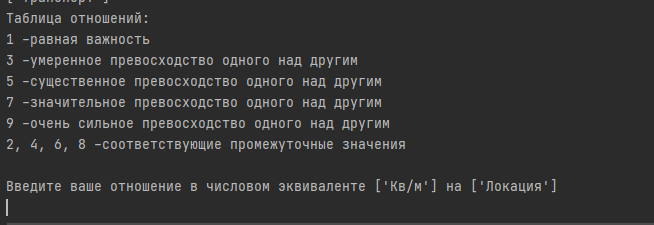 ['Транспорт']
Таблица отношений:
1 -равная важность
3 -умеренное превосходство одного над другим
5 -существенное превосходство одного над другим
7 -значительное превосходство одного над другим
9 -очень сильное превосходство одного над другим
2, 4, 6, 8 -соответствующие промежуточные значения
Введите ваше отношение в числовом эквиваленте ['Кв/м'] на ['Локация']